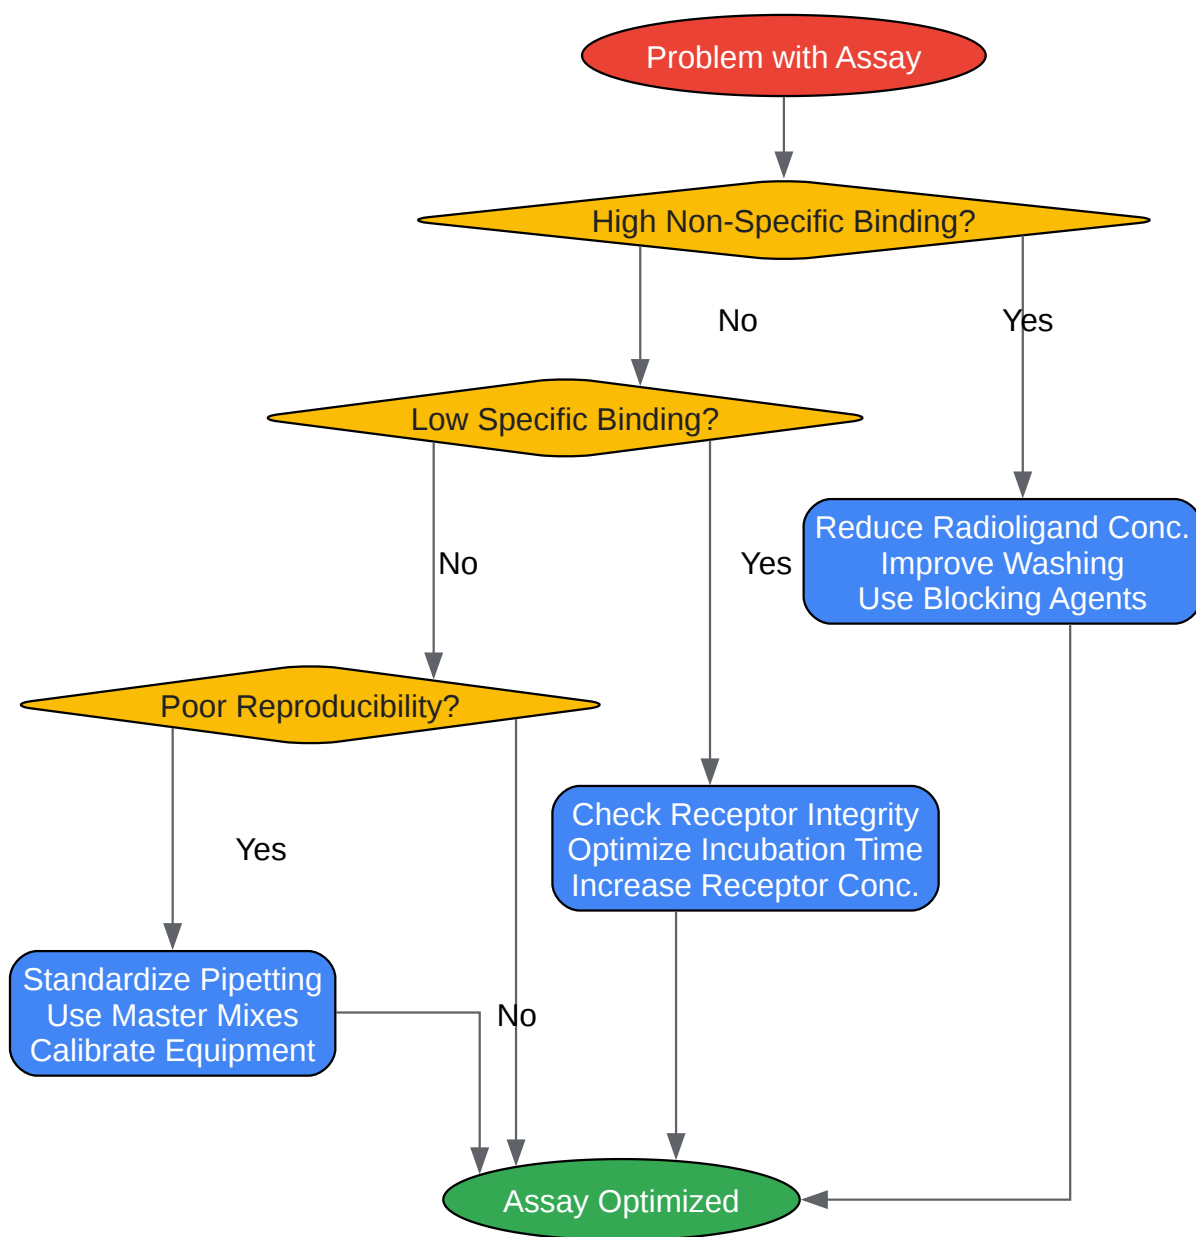 Problem with Assay
High Non-Specific Binding?
No
Yes
Low Specific Binding?
Reduce Radioligand Conc.
Improve Washing
Use Blocking Agents
No
Yes
Poor Reproducibility?
Check Receptor Integrity
Optimize Incubation Time
Increase Receptor Conc.
Yes
Standardize Pipetting
Use Master Mixes
Calibrate Equipment
No
Assay Optimized